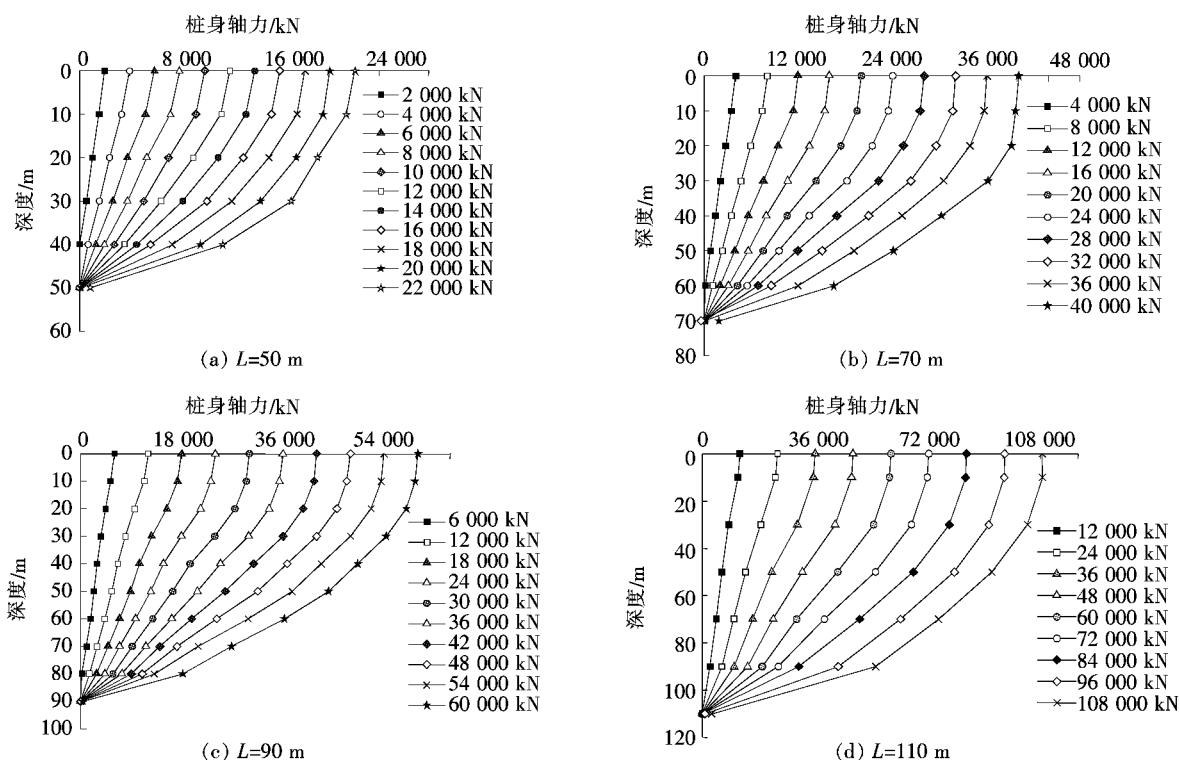 桩身轴力/kN
0 8 000 16 000 24 000
0
10
20
30
40
50
60
深度/m
2 000 kN
4 000 kN
6 000 kN
8 000 kN
10 000 kN
12 000 kN
14 000 kN
16 000 kN
18 000 kN
20 000 kN
22 000 kN
(a) L=50 m
桩身轴力/kN
0 12 000 24 000 36 000 48 000
0
10
20
30
40
50
60
70
80
深度/m
4 000 kN
8 000 kN
12 000 kN
16 000 kN
20 000 kN
24 000 kN
28 000 kN
32 000 kN
36 000 kN
40 000 kN
(b) L=70 m
桩身轴力/kN
0 18 000 36 000 54 000
0
10
20
30
40
50
60
70
80
90
100
深度/m
6 000 kN
12 000 kN
18 000 kN
24 000 kN
30 000 kN
36 000 kN
42 000 kN
48 000 kN
54 000 kN
60 000 kN
(c) L=90 m
桩身轴力/kN
0 36 000 72 000 108 000
0
20
40
60
80
100
120
深度/m
12 000 kN
24 000 kN
36 000 kN
48 000 kN
60 000 kN
72 000 kN
84 000 kN
96 000 kN
108 000 kN
(d) L=110 m